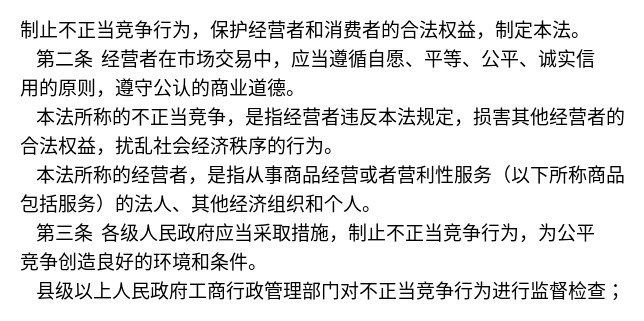 制止不正当竞争行为，保护经营者和消费者的合法权益，制定本法。
第二条 经营者在市场交易中，应当遵循自愿、平等、公平、诚实信
用的原则，遵守公认的商业道德。
本法所称的不正当竞争，是指经营者违反本法规定，损害其他经营者的
合法权益，扰乱社会经济秩序的行为。
本法所称的经营者，是指从事商品经营或者营利性服务（以下所称商品
包括服务）的法人、其他经济组织和个人。
第三条 各级人民政府应当采取措施，制止不正当竞争行为，为公平
竞争创造良好的环境和条件。
县级以上人民政府工商行政管理部门对不正当竞争行为进行监督检查；